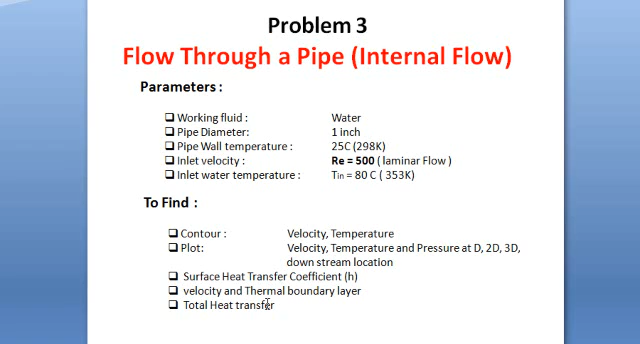 Problem 3
Flow Through a Pipe (Internal Flow)
Parameters :
Working fluid : Water
Pipe Diameter: 1 inch
Pipe Wall temperature : 25C (298K)
Inlet velocity : Re = 500 ( laminar Flow )
Inlet water temperature : Tin = 80 C ( 353K)
To Find :
Contour : Velocity, Temperature
Plot: Velocity, Temperature and Pressure at D, 2D, 3D,
down stream location
Surface Heat Transfer Coefficient (h)
velocity and Thermal boundary layer
Total Heat transfer